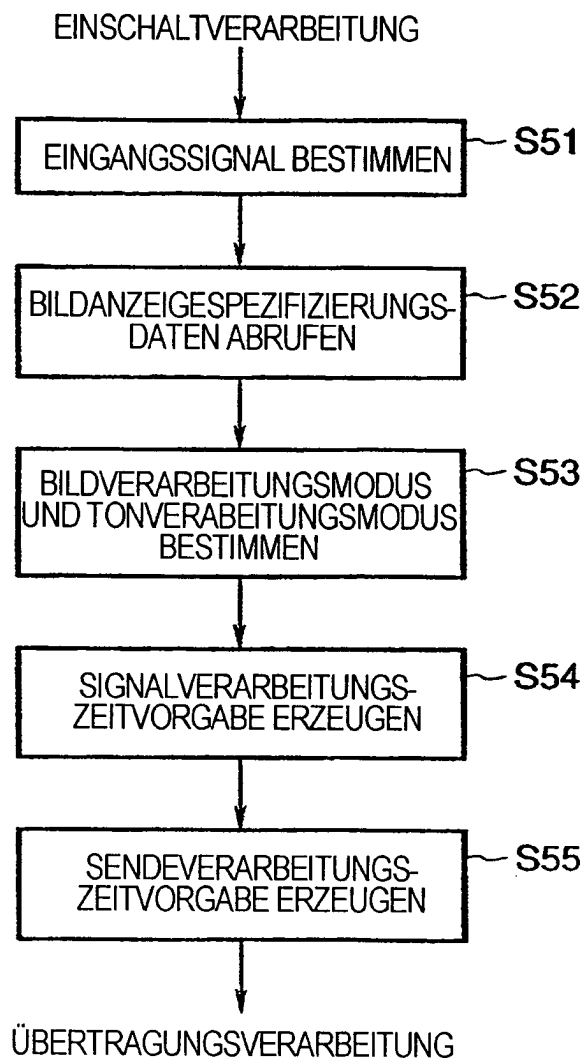 EINSCHALTVERARBEITUNG
EINGANGSSIGNAL BESTIMMEN
S51
BILDANZEIGESPEZIFIZIERUNGS-
DATEN ABRUFEN
S52
BILDVERARBEITUNGSMODUS
UND TONVERABEITUNGSMODUS
BESTIMMEN
S53
SIGNALVERARBEITUNGS-
ZEITVORGABE ERZEUGEN
S54
SENDEVERARBEITUNGS-
ZEITVORGABE ERZEUGEN
S55
ÜBERTRAGUNGSVERARBEITUNG